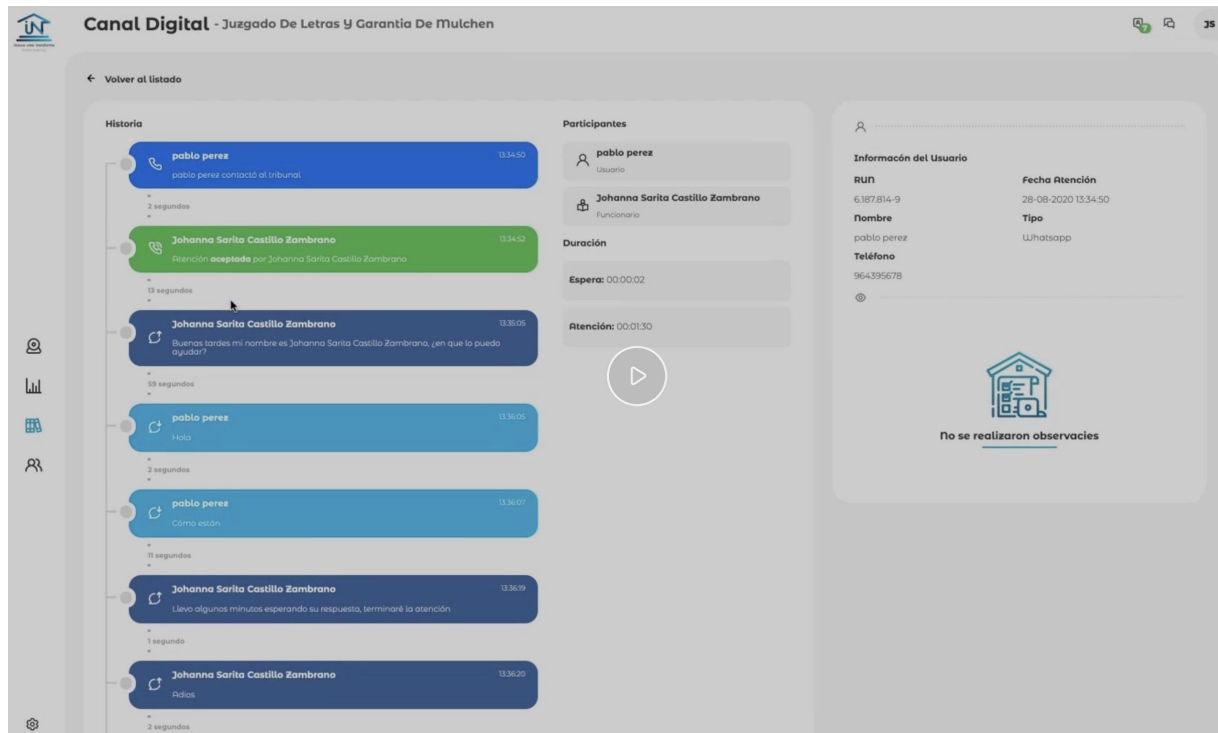 Canal Digital - Juzgado De Letras Y Garantia De Mulchen
7
JS
Volver al listado
Historia
pablo perez 13:34:50
pablo perez contactó al tribunal
2 segundos
Johanna Sarita Castillo Zambrano 13:34:52
Atención aceptada por Johanna Sarita Castillo Zambrano
13 segundos
Johanna Sarita Castillo Zambrano 13:35:05
Buenas tardes mi nombre es Johanna Sarita Castillo Zambrano, ¿en que lo puedo
ayudar?
59 segundos
pablo perez 13:36:05
Hola
2 segundos
pablo perez 13:36:07
Cómo están
11 segundos
Johanna Sarita Castillo Zambrano 13:36:19
Llevo algunos minutos esperando su respuesta, terminaré la atención
1 segundo
Johanna Sarita Castillo Zambrano 13:36:20
Adios
2 segundos
Participantes
pablo perez
Usuario
Johanna Sarita Castillo Zambrano
Funcionario
Duración
Espera: 00:00:02
Atención: 00:01:30
Informacón del Usuario
RUN Fecha Atención
6.187.814-9 28-08-2020 13:34:50
Nombre Tipo
pablo perez Whatsapp
Teléfono
964395678
No se realizaron observacies